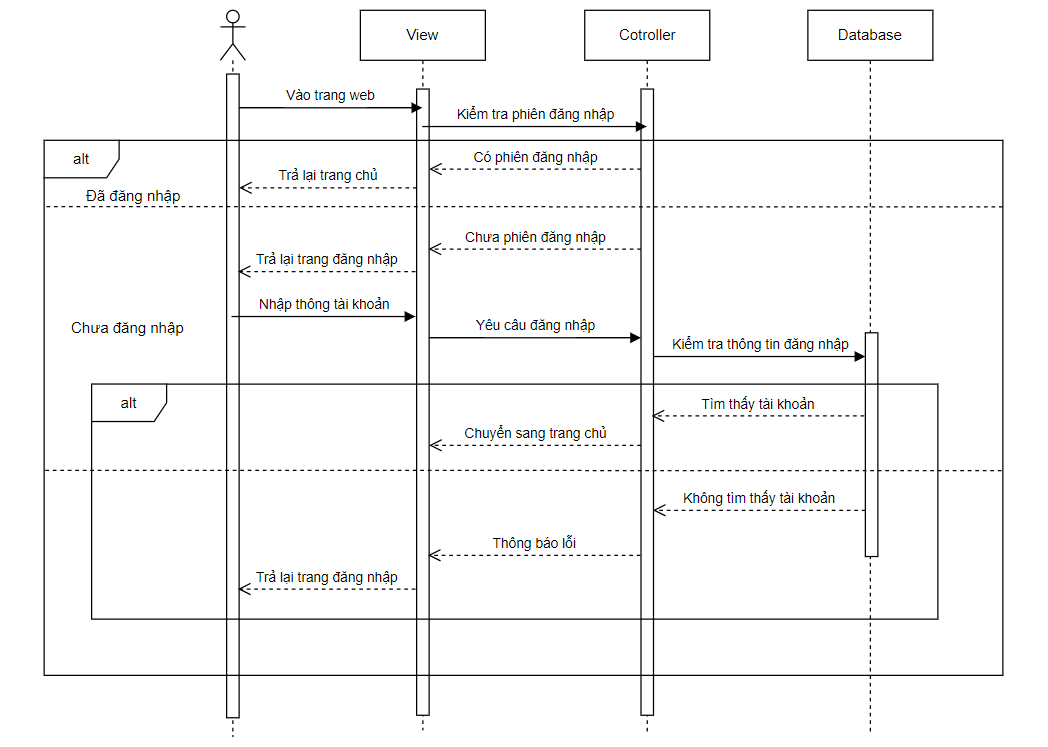 View
Cotroller
Database
Vào trang web
Kiểm tra phiên đăng nhập
alt
Có phiên đăng nhập
Trả lại trang chủ
Đã đăng nhập
Chưa phiên đăng nhập
Trả lại trang đăng nhập
Nhập thông tài khoản
Chưa đăng nhập
Yêu câu đăng nhập
Kiểm tra thông tin đăng nhập
alt
Tìm thấy tài khoản
Chuyển sang trang chủ
Không tìm thấy tài khoản
Thông báo lỗi
Trả lại trang đăng nhập